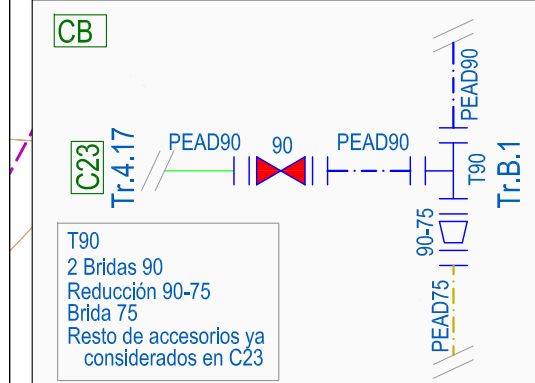 CB
C23
Tr.4.17
PEAD90
90
PEAD90
PEAD90
T90
Tr.B.1
90-75
PEAD75
T90
2 Bridas 90
Reducción 90-75
Brida 75
Resto de accesorios ya
considerados en C23